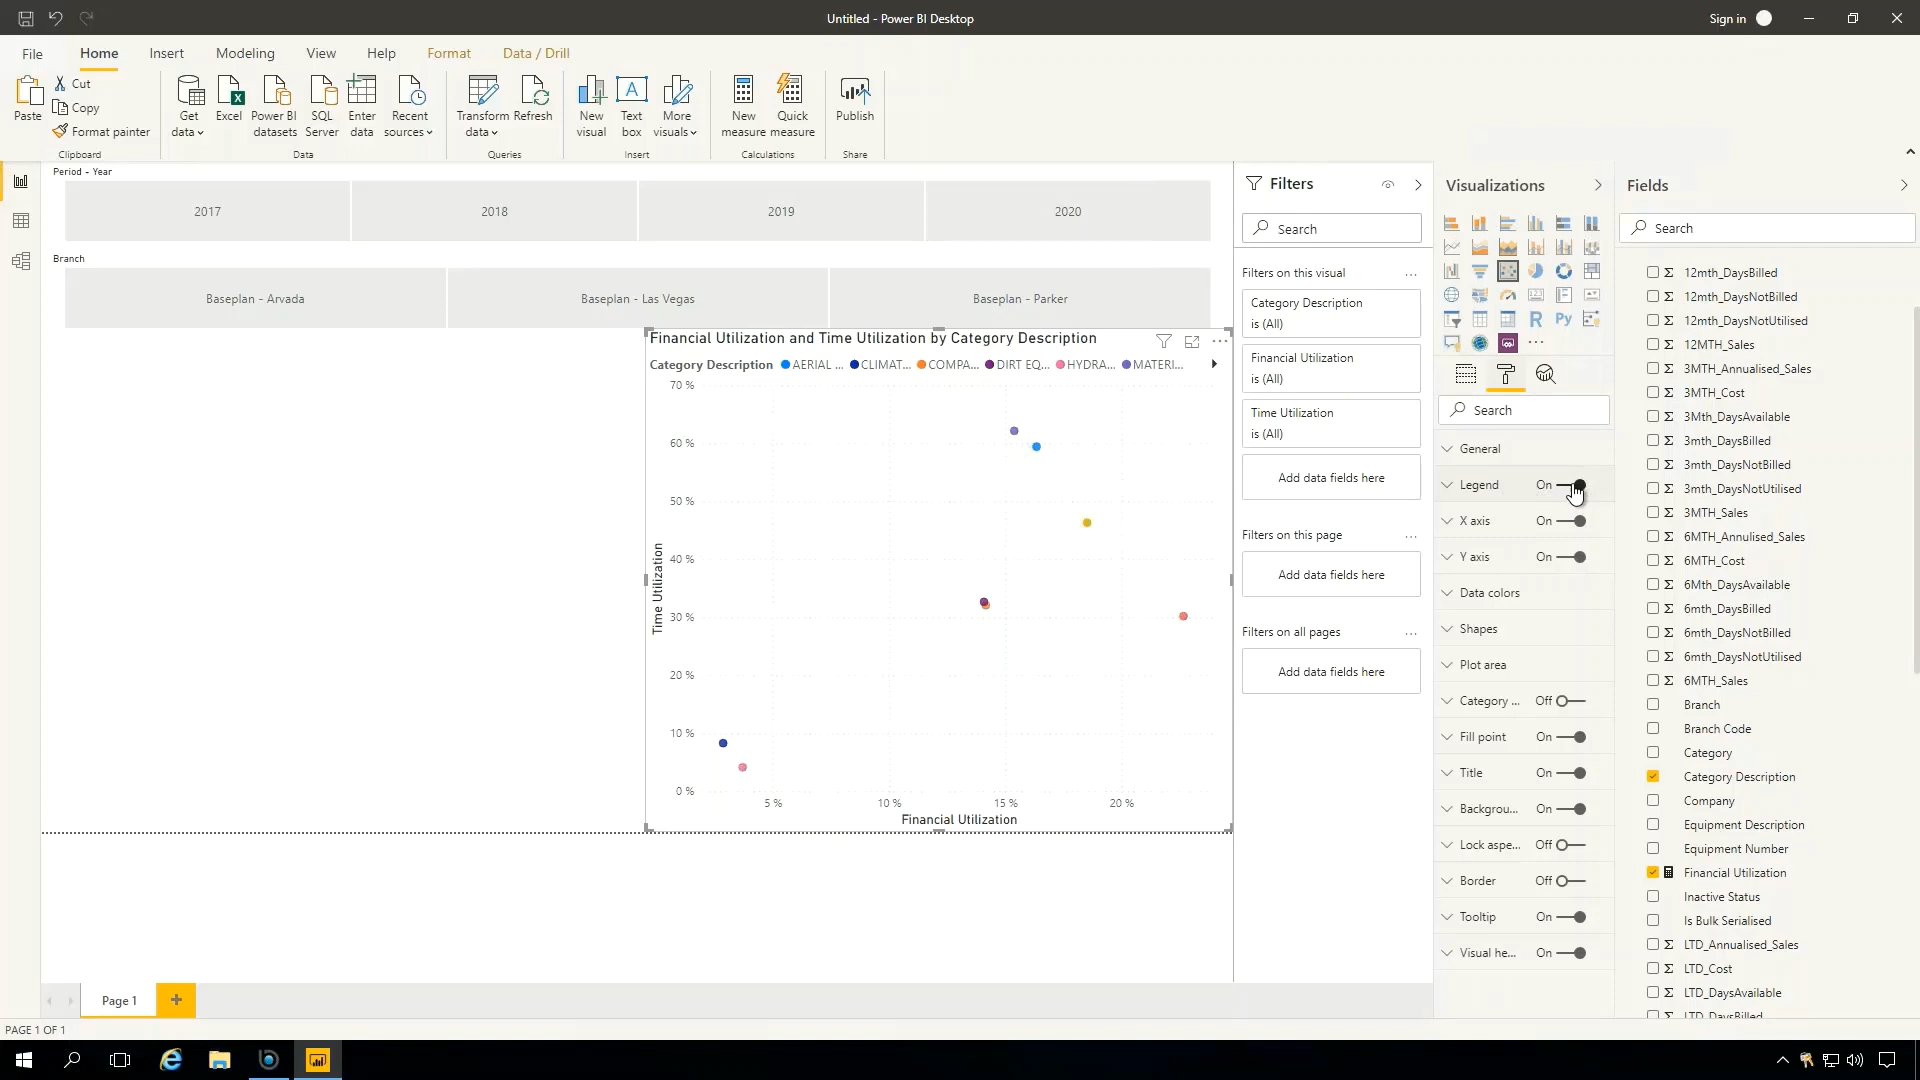 Untitled - Power BI Desktop
Sign in
File Home Insert Modeling View Help Format Data / Drill
Paste
Cut
Copy
Format painter
Clipboard
Get data
Excel
Power BI datasets
SQL Server
Enter data
Recent sources
Data
Transform data
Refresh
Queries
New visual
Text box
More visuals
Insert
New measure
Quick measure
Calculations
Publish
Share
Period - Year
2017 2018 2019 2020
Branch
Baseplan - Arvada Baseplan - Las Vegas Baseplan - Parker
Financial Utilization and Time Utilization by Category Description
Category Description AERIAL ... CLIMAT... COMPA... DIRT EQ... HYDRA... MATERI...
70 %
60 %
50 %
40 %
30 %
20 %
10 %
0 %
Time Utilization
5 % 10 % 15 % 20 %
Financial Utilization
Page 1
PAGE 1 OF 1
Filters
Search
Filters on this visual ...
Category Description
is (All)
Financial Utilization
is (All)
Time Utilization
is (All)
Add data fields here
Filters on this page ...
Add data fields here
Filters on all pages ...
Add data fields here
Visualizations
R Py
Search
General
Legend On
X axis On
Y axis On
Data colors
Shapes
Plot area
Category ... Off
Fill point On
Title On
Backgrou... On
Lock aspe... Off
Border Off
Tooltip On
Visual he... On
Fields
Search
12mth_DaysBilled
12mth_DaysNotBilled
12mth_DaysNotUtilised
12MTH_Sales
3MTH_Annualised_Sales
3MTH_Cost
3Mth_DaysAvailable
3mth_DaysBilled
3mth_DaysNotBilled
3mth_DaysNotUtilised
3MTH_Sales
6MTH_Annulised_Sales
6MTH_Cost
6Mth_DaysAvailable
6mth_DaysBilled
6mth_DaysNotBilled
6mth_DaysNotUtilised
6MTH_Sales
Branch
Branch Code
Category
Category Description
Company
Equipment Description
Equipment Number
Financial Utilization
Inactive Status
Is Bulk Serialised
LTD_Annualised_Sales
LTD_Cost
LTD_DaysAvailable
LTD_DaysBilled